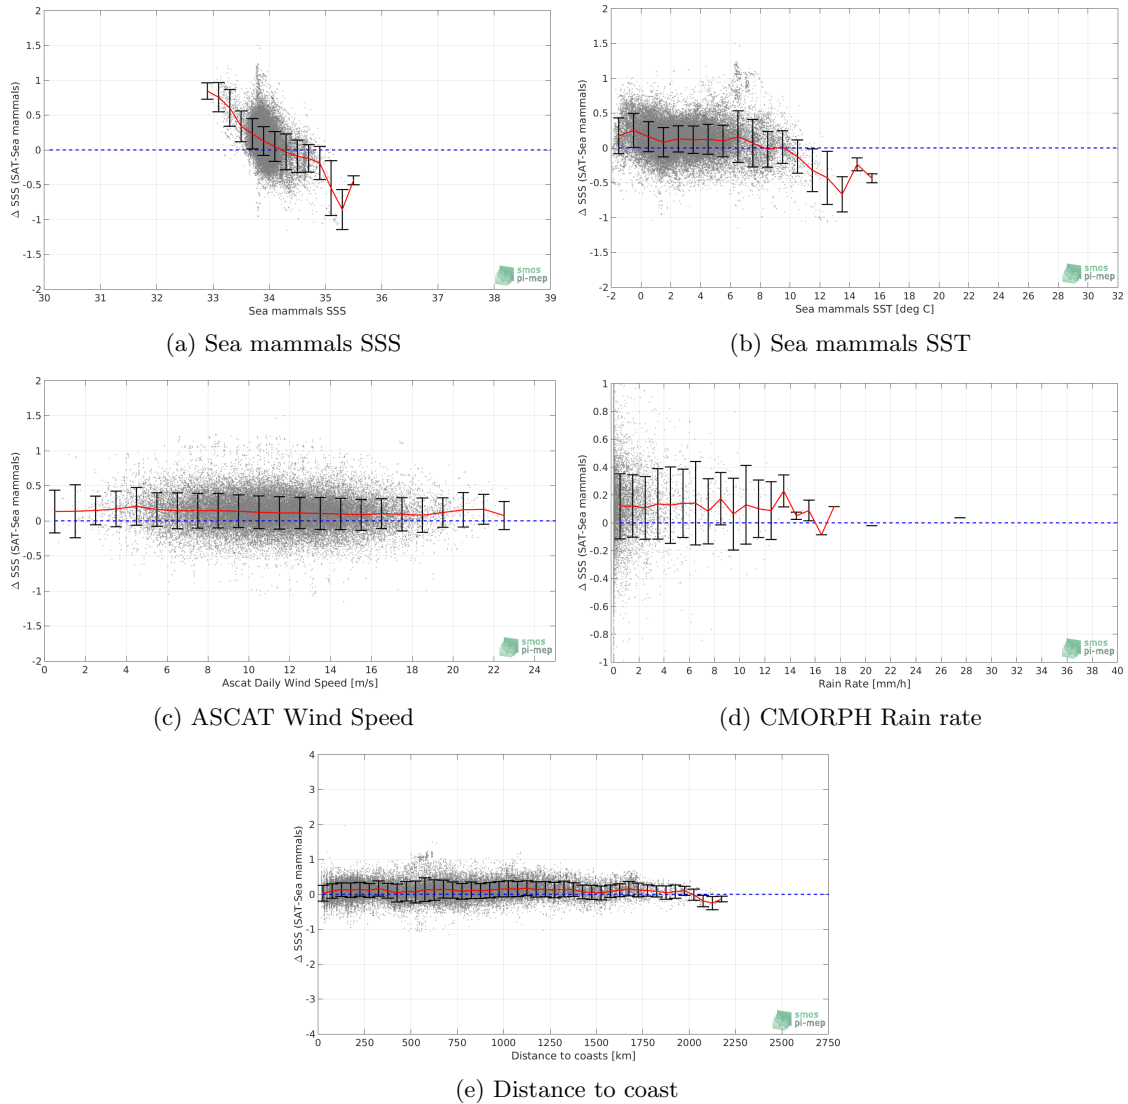 2
1.5
1
0.5
0
-0.5
-1
-1.5
-2
Δ SSS (SAT-Sea mammals)
30 31 32 33 34 35 36 37 38 39
Sea mammals SSS
smos
pi-mep
(a) Sea mammals SSS
2
1.5
1
0.5
0
-0.5
-1
-1.5
-2
Δ SSS (SAT-Sea mammals)
-2 0 2 4 6 8 10 12 14 16 18 20 22 24 26 28 30 32
Sea mammals SST [deg C]
smos
pi-mep
(b) Sea mammals SST
2
1.5
1
0.5
0
-0.5
-1
-1.5
-2
Δ SSS (SAT-Sea mammals)
0 2 4 6 8 10 12 14 16 18 20 22 24
Ascat Daily Wind Speed [m/s]
smos
pi-mep
(c) ASCAT Wind Speed
1
0.8
0.6
0.4
0.2
0
-0.2
-0.4
-0.6
-0.8
-1
Δ SSS (SAT-Sea mammals)
0 2 4 6 8 10 12 14 16 18 20 22 24 26 28 30 32 34 36 38 40
Rain Rate [mm/h]
smos
pi-mep
(d) CMORPH Rain rate
4
3
2
1
0
-1
-2
-3
-4
Δ SSS (SAT-Sea mammals)
0 250 500 750 1000 1250 1500 1750 2000 2250 2500 2750
Distance to coasts [km]
smos
pi-mep
(e) Distance to coast